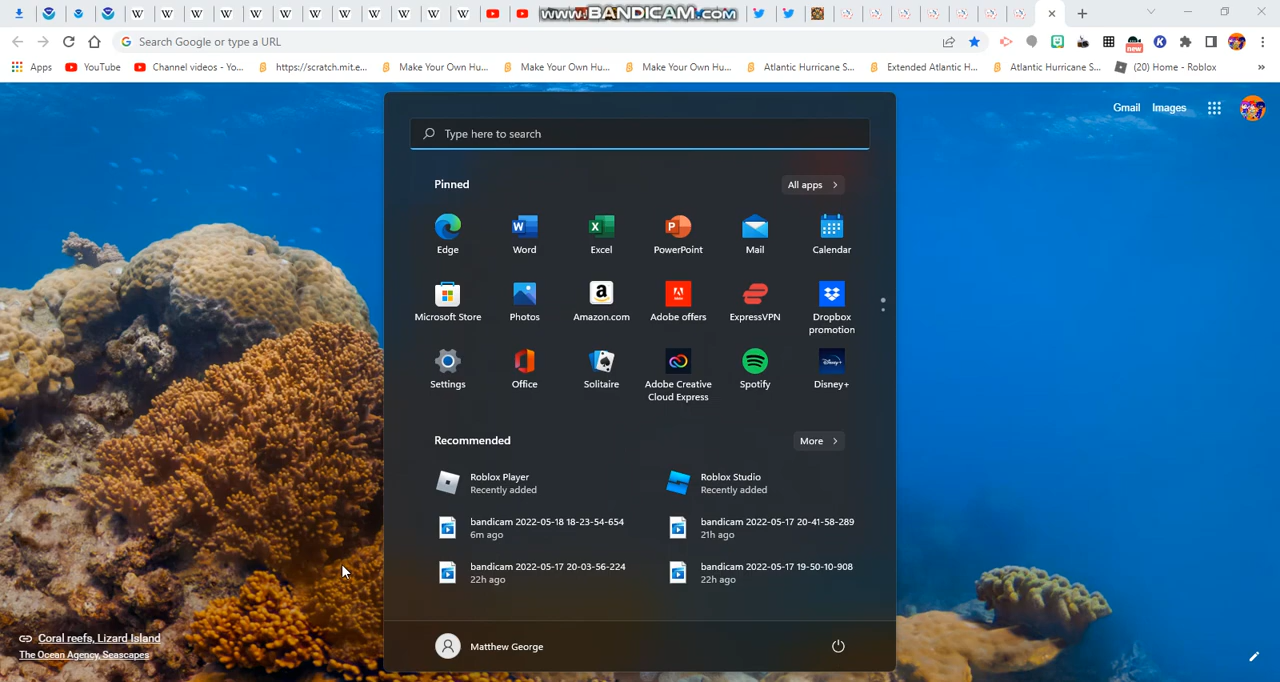 www.BANDICAM.com
Search Google or type a URL
new
Apps
YouTube
Channel videos - Yo...
https://scratch.mit.e...
Make Your Own Hu...
Make Your Own Hu...
Make Your Own Hu...
Atlantic Hurricane S...
Extended Atlantic H...
Atlantic Hurricane S...
(20) Home - Roblox
»
Gmail
Images
Type here to search
Pinned
All apps
Edge
Word
Excel
PowerPoint
Mail
Calendar
Microsoft Store
Photos
Amazon.com
Adobe offers
ExpressVPN
Dropbox
promotion
Settings
Office
Solitaire
Adobe Creative
Cloud Express
Spotify
Disney+
Recommended
More
Roblox Player
Recently added
Roblox Studio
Recently added
bandicam 2022-05-18 18-23-54-654
6m ago
bandicam 2022-05-17 20-41-58-289
21h ago
bandicam 2022-05-17 20-03-56-224
22h ago
bandicam 2022-05-17 19-50-10-908
22h ago
Matthew George
Coral reefs, Lizard Island
The Ocean Agency, Seascapes